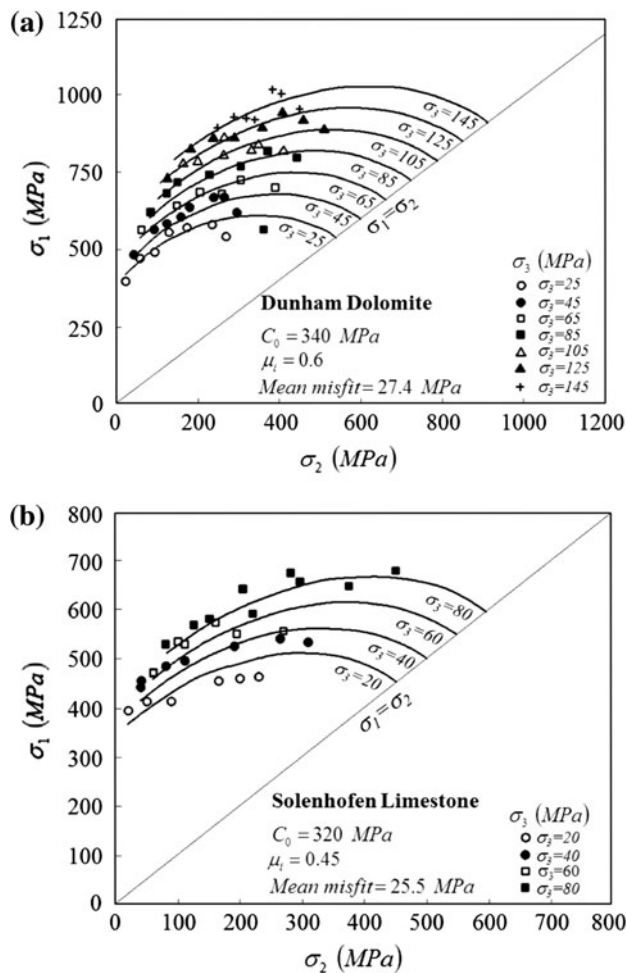 (a)
1250
1000
750
500
250
0
σ₁ (MPa)
0 200 400 600 800 1000 1200
σ₂ (MPa)
σ₃=145
σ₃=125
σ₃=105
σ₃=85
σ₃=65
σ₃=45
σ₃=25
σ₁=σ₂
Dunham Dolomite
C₀ = 340 MPa
μᵢ = 0.6
Mean misfit = 27.4 MPa
σ₃ (MPa)
σ₃=25
σ₃=45
σ₃=65
σ₃=85
σ₃=105
σ₃=125
σ₃=145
(b)
800
700
600
500
400
300
200
100
0
σ₁ (MPa)
0 100 200 300 400 500 600 700 800
σ₂ (MPa)
σ₃=80
σ₃=60
σ₃=40
σ₃=20
σ₁=σ₂
Solenhofen Limestone
C₀ = 320 MPa
μᵢ = 0.45
Mean misfit = 25.5 MPa
σ₃ (MPa)
σ₃=20
σ₃=40
σ₃=60
σ₃=80